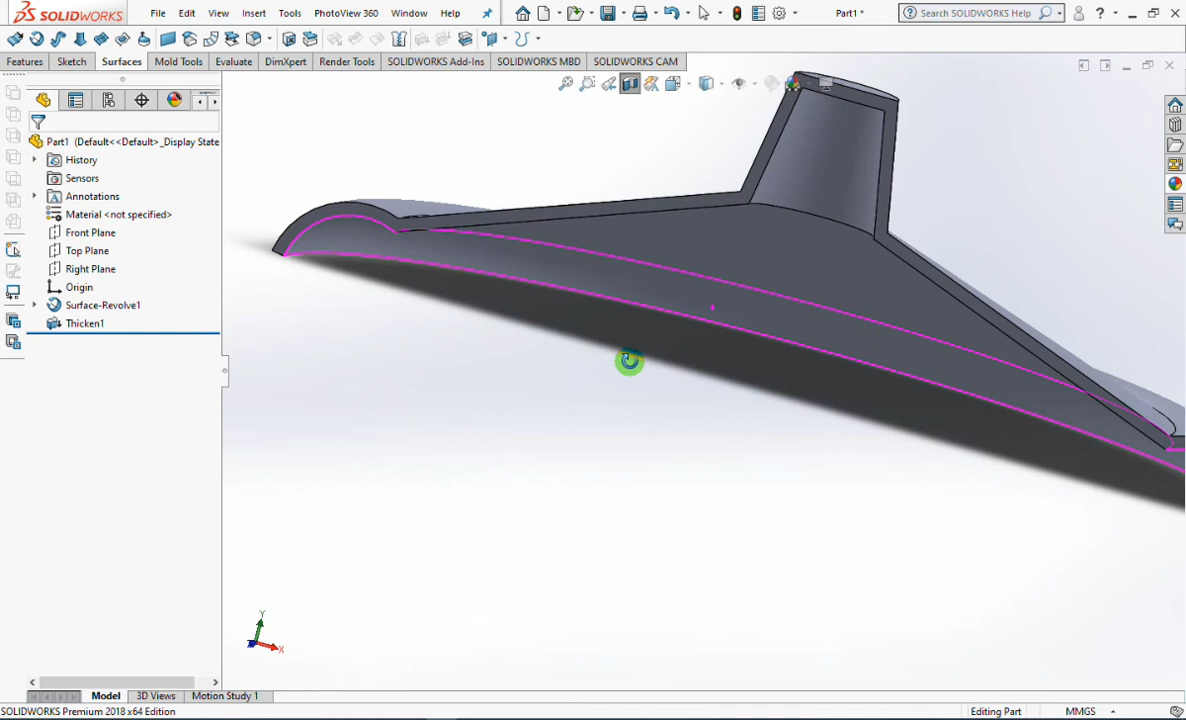 SOLIDWORKS File Edit View Insert Tools PhotoView 360 Window Help Part1 * Search SOLIDWORKS Help
Features Sketch Surfaces Mold Tools Evaluate DimXpert Render Tools SOLIDWORKS Add-Ins SOLIDWORKS MBD SOLIDWORKS CAM
Part1 (Default<<Default>_Display State
History
Sensors
Annotations
Material <not specified>
Front Plane
Top Plane
Right Plane
Origin
Surface-Revolve1
Thicken1
Y
X
Model 3D Views Motion Study 1
SOLIDWORKS Premium 2018 x64 Edition Editing Part MMGS